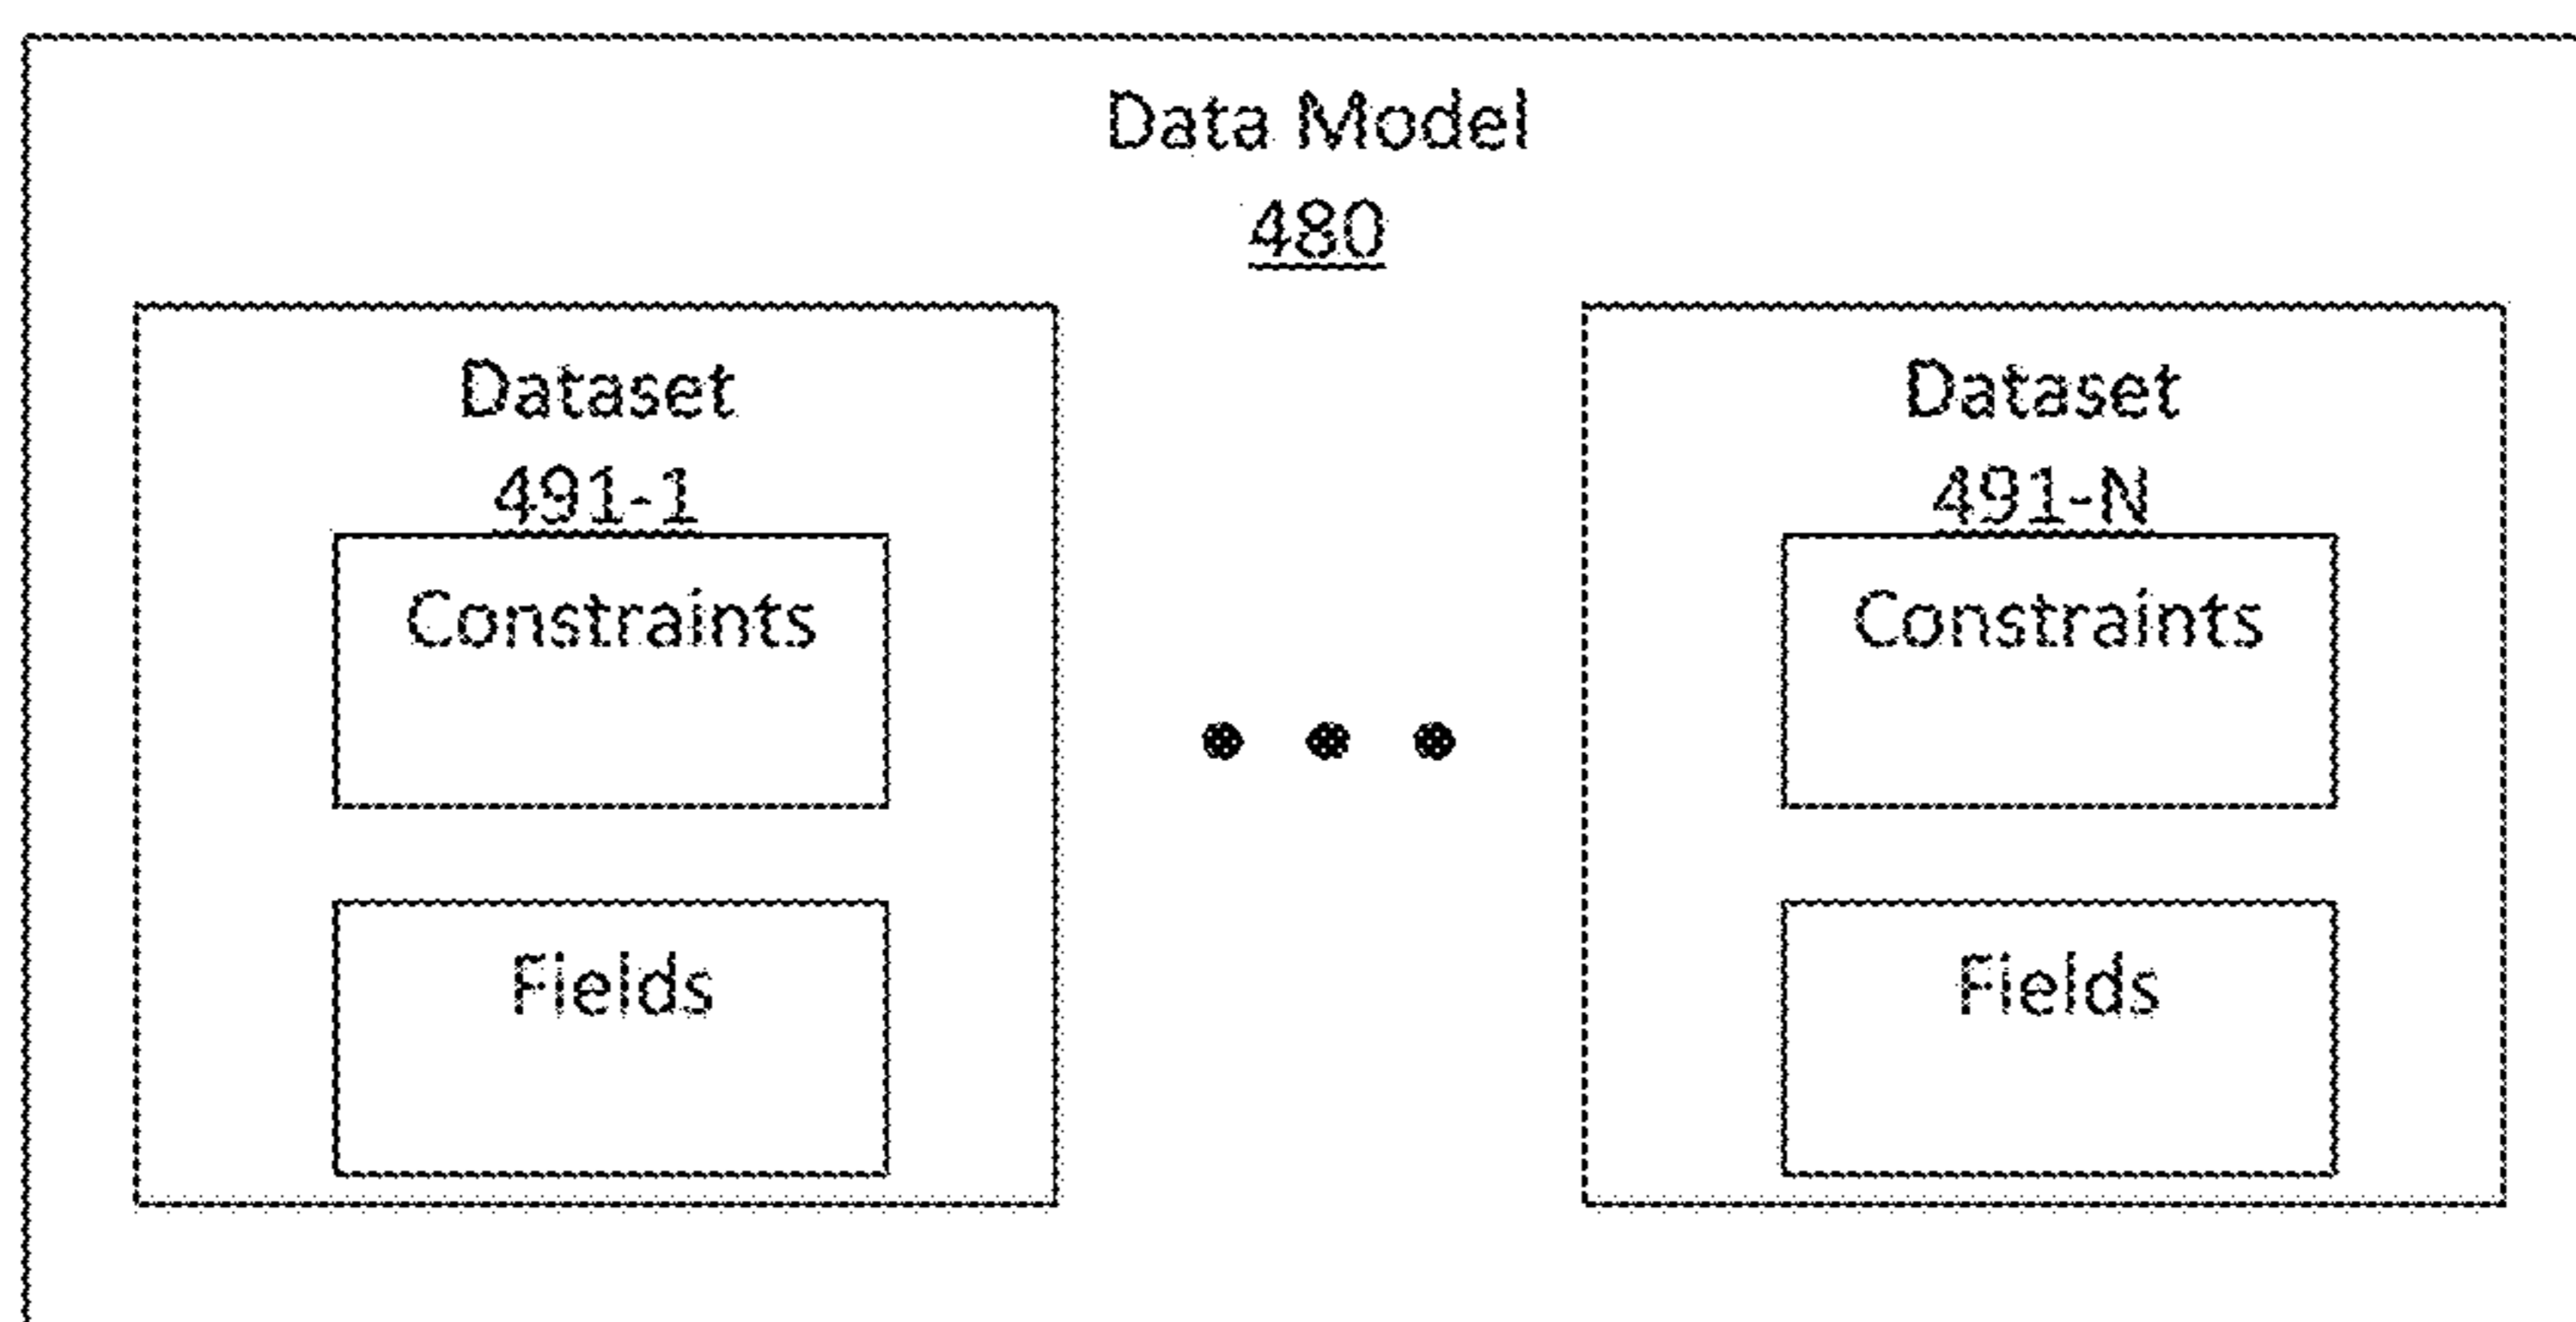 Data Model
480
Dataset
491-1
Constraints
Fields
Dataset
491-N
Constraints
Fields